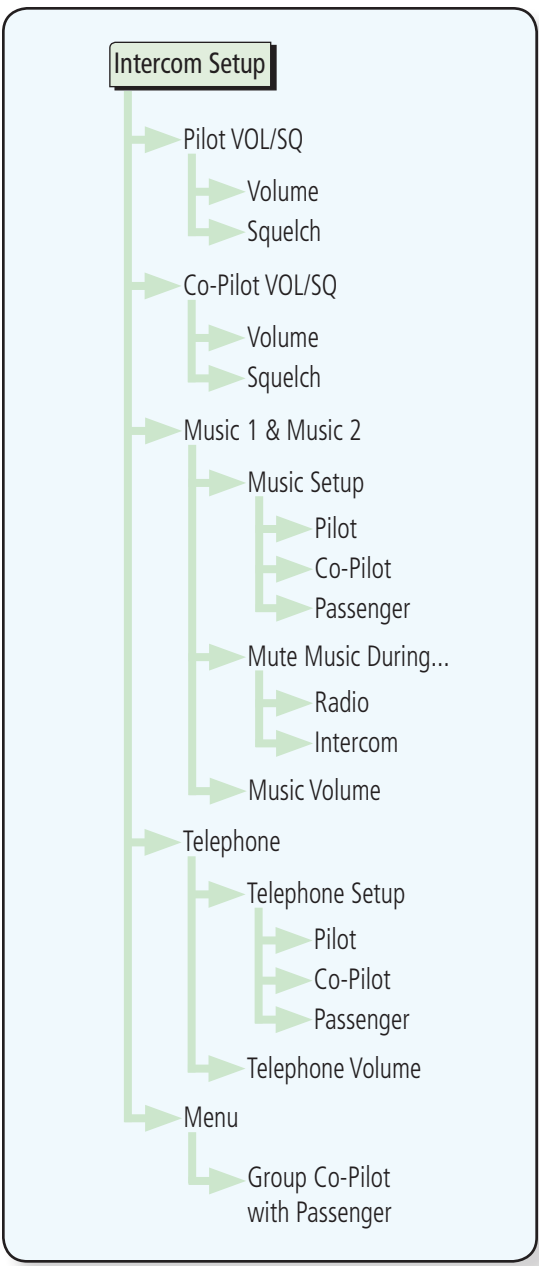 Intercom Setup
Pilot VOL/SQ
Volume
Squelch
Co-Pilot VOL/SQ
Volume
Squelch
Music 1 & Music 2
Music Setup
Pilot
Co-Pilot
Passenger
Mute Music During...
Radio
Intercom
Music Volume
Telephone
Telephone Setup
Pilot
Co-Pilot
Passenger
Telephone Volume
Menu
Group Co-Pilot
with Passenger